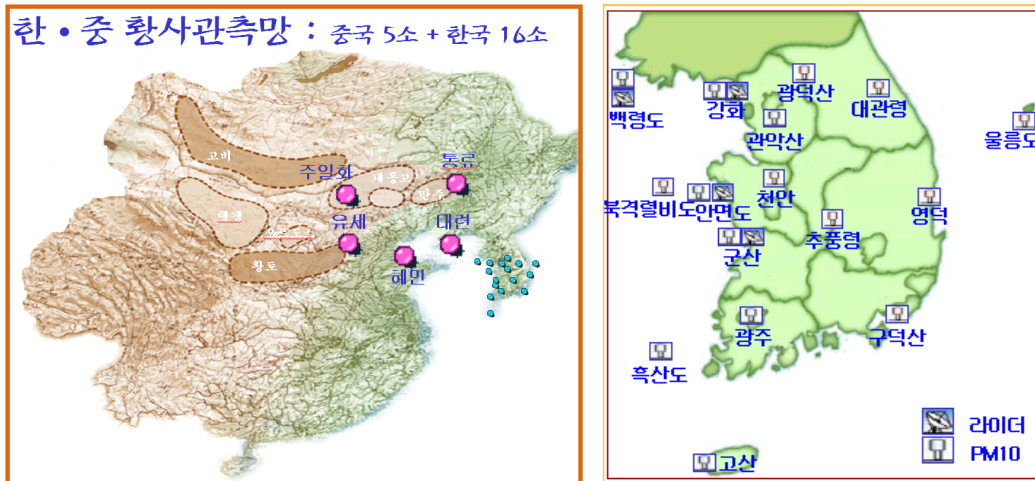 한 • 중 황사관측망 : 중국 5소 + 한국 16소
고비
주일화
내몽고
만주
통료
유세
대련
황토
혜민
백령도
강화
광덕산
대관령
울릉도
관악산
북격렬비도
안면도
천안
추풍령
영덕
군산
광주
구덕산
흑산도
고산
라이더
PM10